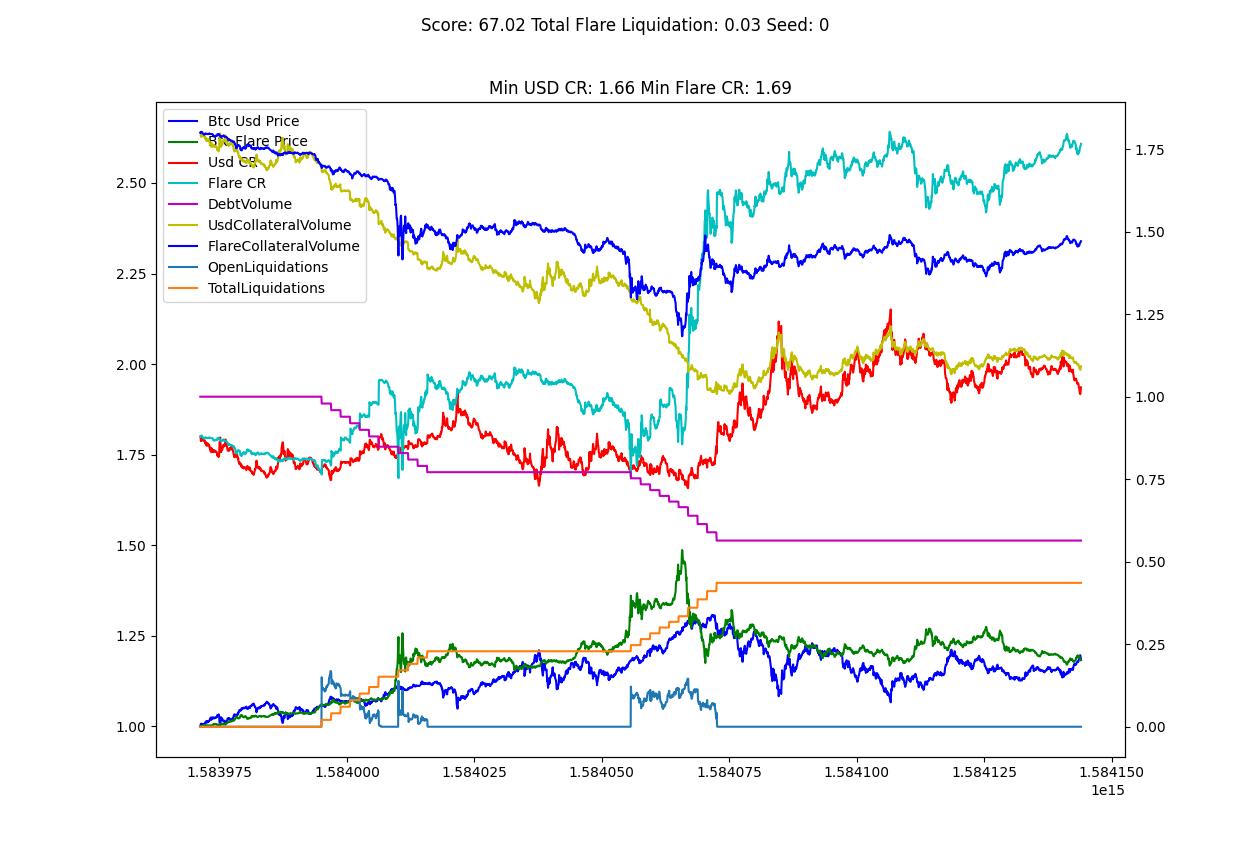 Score: 67.02 Total Flare Liquidation: 0.03 Seed: 0
Min USD CR: 1.66 Min Flare CR: 1.69
Btc Usd Price
Btc Flare Price
Usd CR
Flare CR
DebtVolume
UsdCollateralVolume
FlareCollateralVolume
OpenLiquidations
TotalLiquidations
2.50
2.25
2.00
1.75
1.50
1.25
1.00
1.75
1.50
1.25
1.00
0.75
0.50
0.25
0.00
1.583975 1.584000 1.584025 1.584050 1.584075 1.584100 1.584125 1.584150
1e15